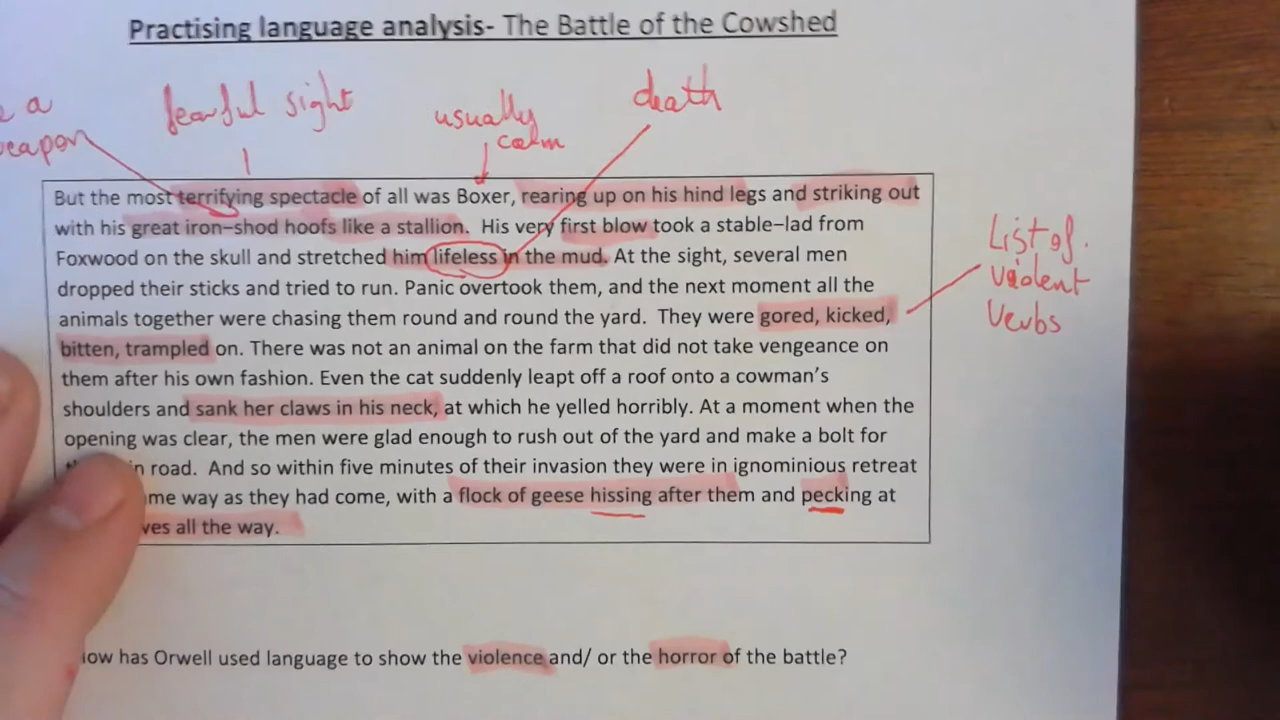 Practising language analysis- The Battle of the Cowshed
a
fearful sight
usually
calm
death
But the most terrifying spectacle of all was Boxer, rearing up on his hind legs and striking out
with his great iron–shod hoofs like a stallion. His very first blow took a stable–lad from
Foxwood on the skull and stretched him lifeless in the mud. At the sight, several men
dropped their sticks and tried to run. Panic overtook them, and the next moment all the
animals together were chasing them round and round the yard. They were gored, kicked,
bitten, trampled on. There was not an animal on the farm that did not take vengeance on
them after his own fashion. Even the cat suddenly leapt off a roof onto a cowman's
shoulders and sank her claws in his neck, at which he yelled horribly. At a moment when the
opening was clear, the men were glad enough to rush out of the yard and make a bolt for
road. And so within five minutes of their invasion they were in ignominious retreat
way as they had come, with a flock of geese hissing after them and pecking at
all the way.
List of.
violent
Verbs
has Orwell used language to show the violence and/ or the horror of the battle?